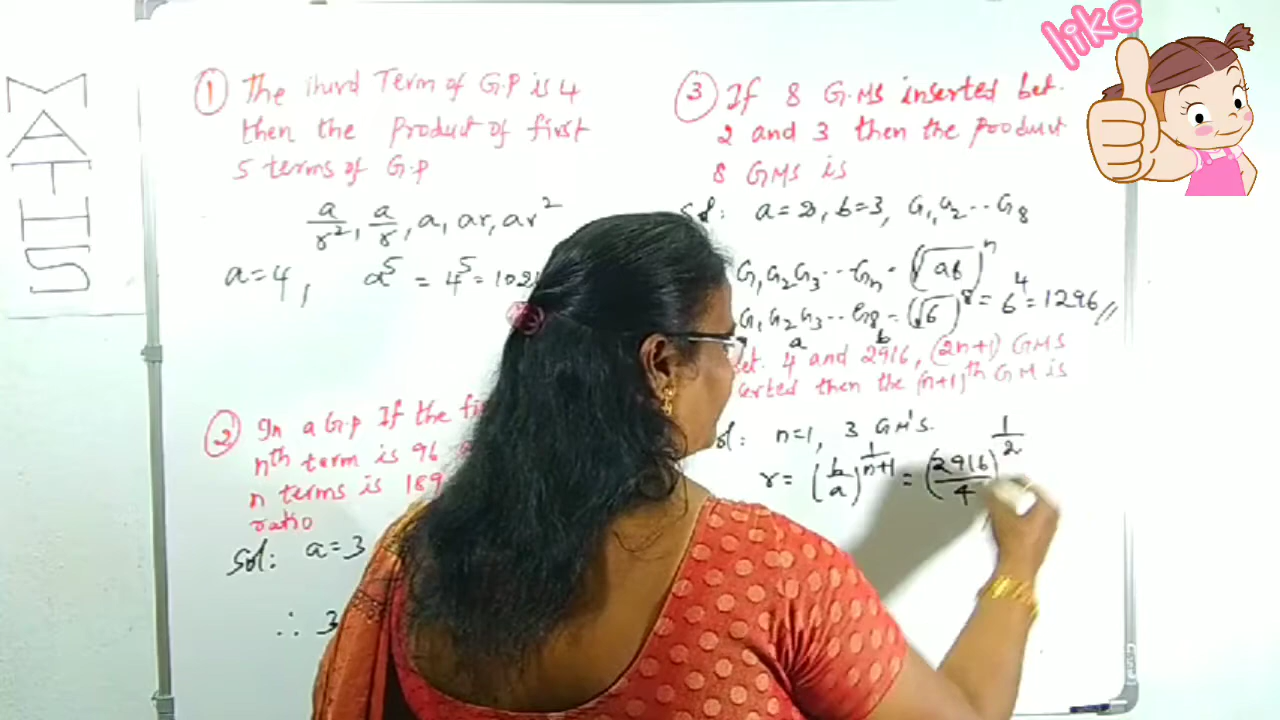 MATHS
① The third Term of G.P is 4
then the Product of first
5 terms of G.P
a/r², a/r, a, ar, ar²
a=4, a⁵ = 4⁵ = 102
② In a G.P If the
nth term is 96
n terms is 189
ratio
Sol: a=3
∴ 3
③ If 8 G.MS inserted bet.
2 and 3 then the product
8 GMS is
Sol: a=2, b=3, G₁, G₂ -- G₈
G₁G₂G₃ -- Gₙ = (√ab)ⁿ
G₁G₂G₃ -- G₈ = (√6)⁸ = 6⁴ = 1296 //
a b
4 and 2916, (2n+1) GMS
then the (n+1)th GM is
n=1, 3 GM's.
r = (b/a)^1/n+1 = (2916/4)^1/2
like